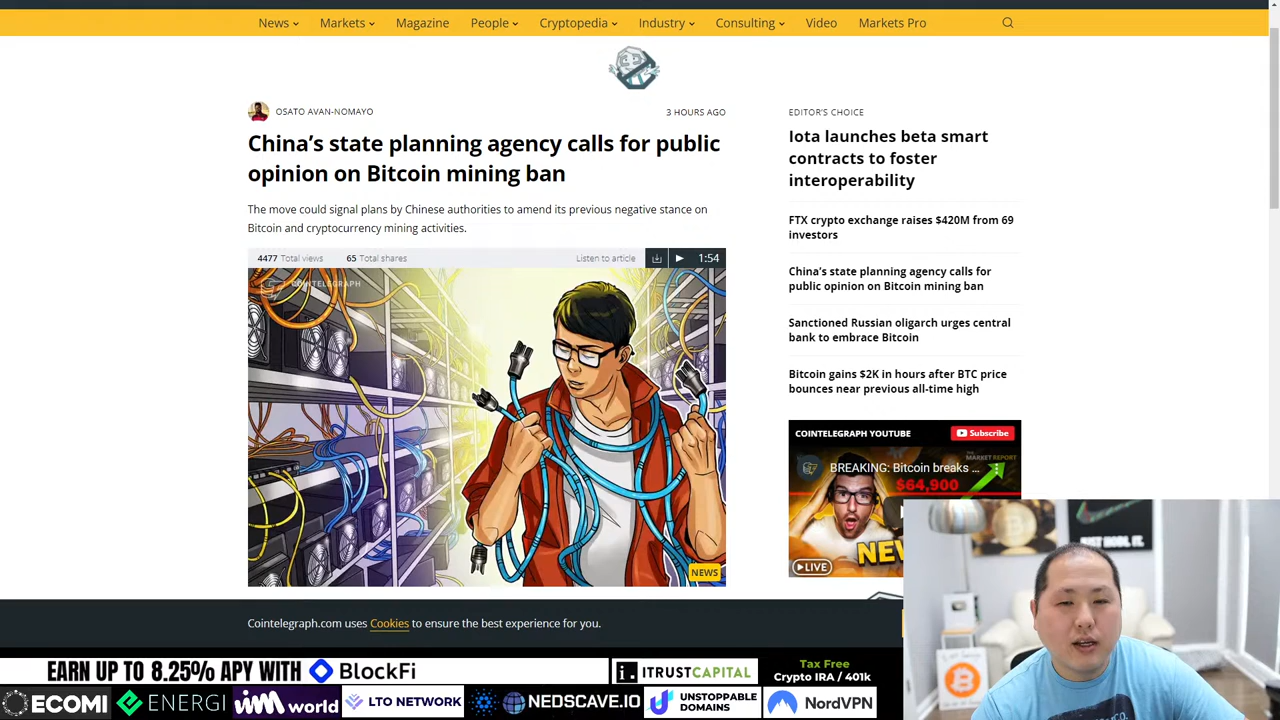 News
Markets
Magazine
People
Cryptopedia
Industry
Consulting
Video
Markets Pro
OSATO AVAN-NOMAYO
3 HOURS AGO
China's state planning agency calls for public
opinion on Bitcoin mining ban
The move could signal plans by Chinese authorities to amend its previous negative stance on
Bitcoin and cryptocurrency mining activities.
4477 Total views
65 Total shares
Listen to article
1:54
COINTELEGRAPH
NEWS
EDITOR'S CHOICE
Iota launches beta smart
contracts to foster
interoperability
FTX crypto exchange raises $420M from 69
investors
China's state planning agency calls for
public opinion on Bitcoin mining ban
Sanctioned Russian oligarch urges central
bank to embrace Bitcoin
Bitcoin gains $2K in hours after BTC price
bounces near previous all-time high
COINTELEGRAPH YOUTUBE
Subscribe
THE
MARKET REPORT
BREAKING: Bitcoin breaks ...
$64,900
LIVE
Cointelegraph.com uses Cookies to ensure the best experience for you.
EARN UP TO 8.25% APY WITH BlockFi
ITRUSTCAPITAL
Tax Free
Crypto IRA / 401k
ECOMI
ENERGI
world
LTO NETWORK
NEDSCAVE.IO
UNSTOPPABLE
DOMAINS
NordVPN